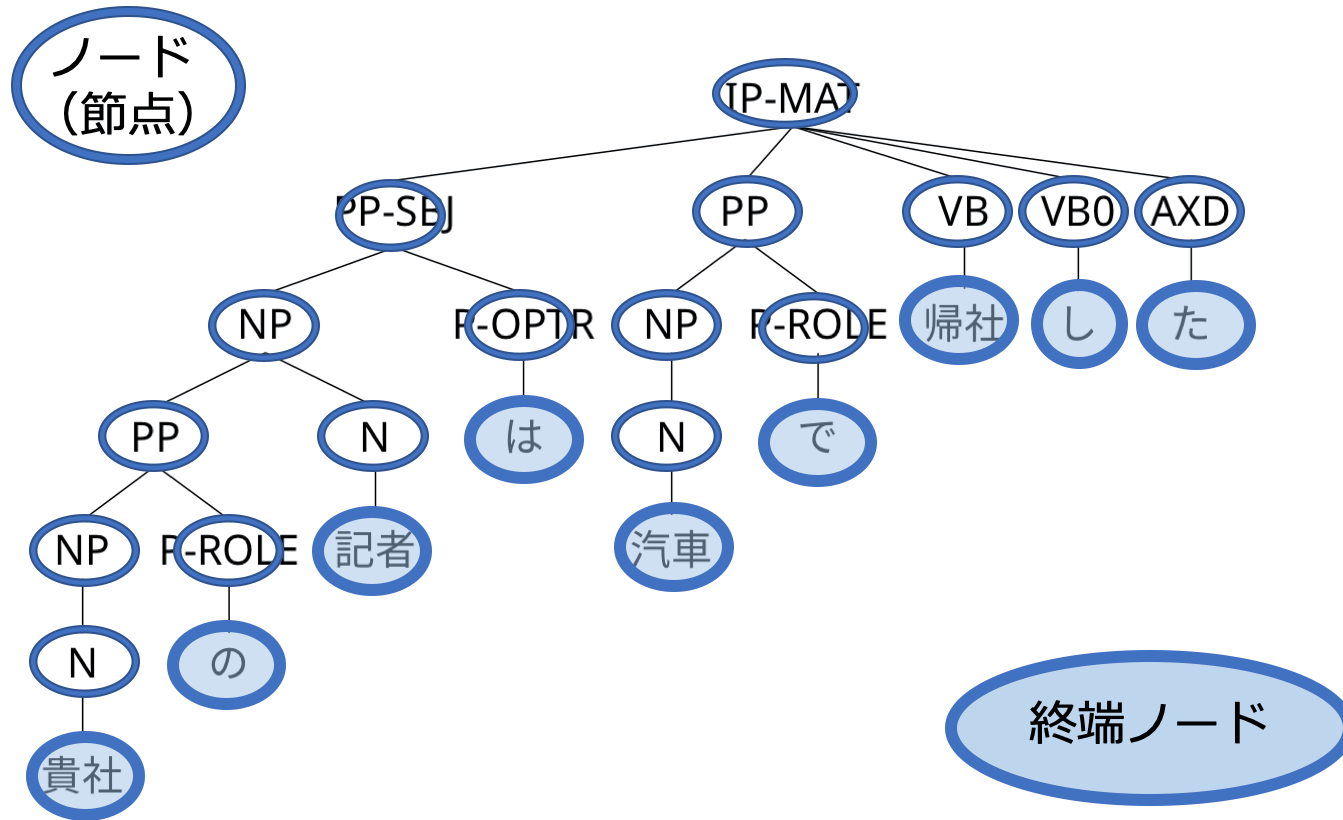 ノード
（節点）
IP-MAT
PP-SBJ
PP
VB
VB0
AXD
NP
P-OPTR
NP
P-ROLE
帰社
し
た
PP
N
は
N
で
NP
P-ROLE
記者
汽車
N
の
貴社
終端ノード